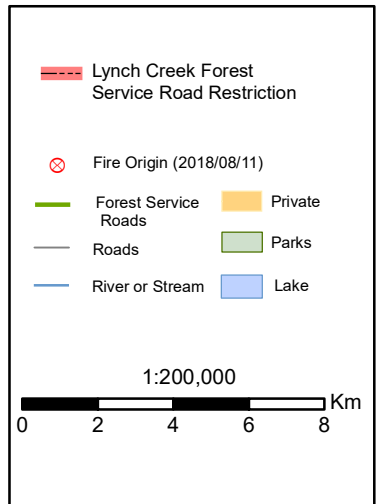 Lynch Creek Forest
Service Road Restriction
Fire Origin (2018/08/11)
Forest Service
Roads
Private
Roads
Parks
River or Stream
Lake
1:200,000
Km
0 2 4 6 8